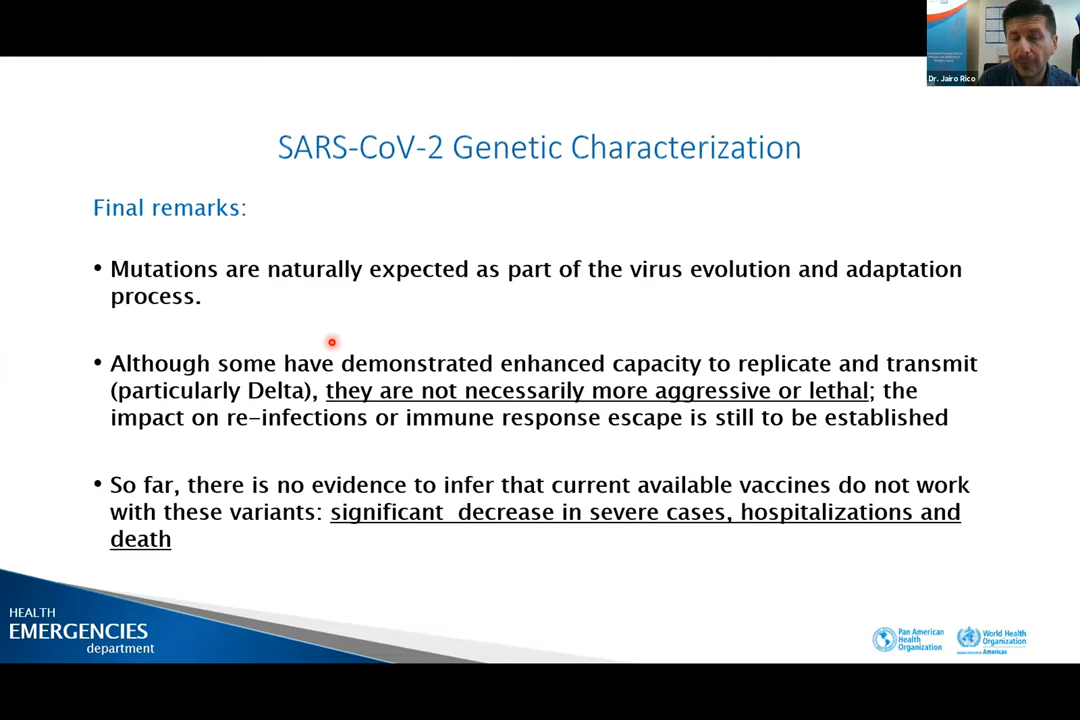 Dr. Jairo Rico
SARS-CoV-2 Genetic Characterization
Final remarks:
• Mutations are naturally expected as part of the virus evolution and adaptation
process.
• Although some have demonstrated enhanced capacity to replicate and transmit
(particularly Delta), they are not necessarily more aggressive or lethal; the
impact on re-infections or immune response escape is still to be established
• So far, there is no evidence to infer that current available vaccines do not work
with these variants: significant decrease in severe cases, hospitalizations and
death
HEALTH
EMERGENCIES
department
Pan American
Health
Organization
World Health
Organization
Americas